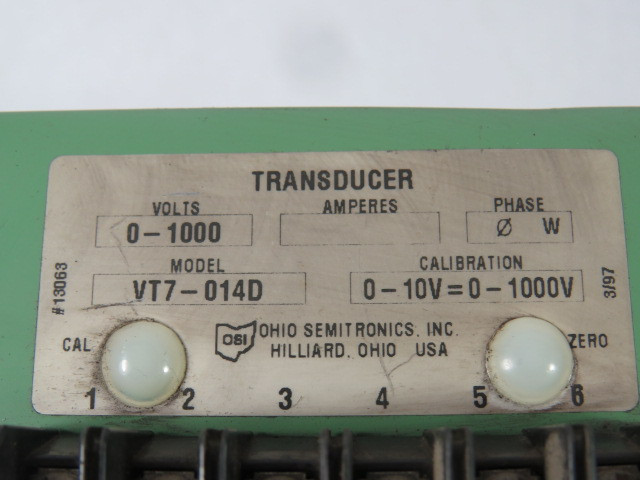 TRANSDUCER
VOLTS AMPERES PHASE
0-1000 Ø W
MODEL CALIBRATION
VT7-014D 0-10V=0-1000V
#13063
3/97
CAL OSI OHIO SEMITRONICS, INC. ZERO
HILLIARD, OHIO USA
1 2 3 4 5 6